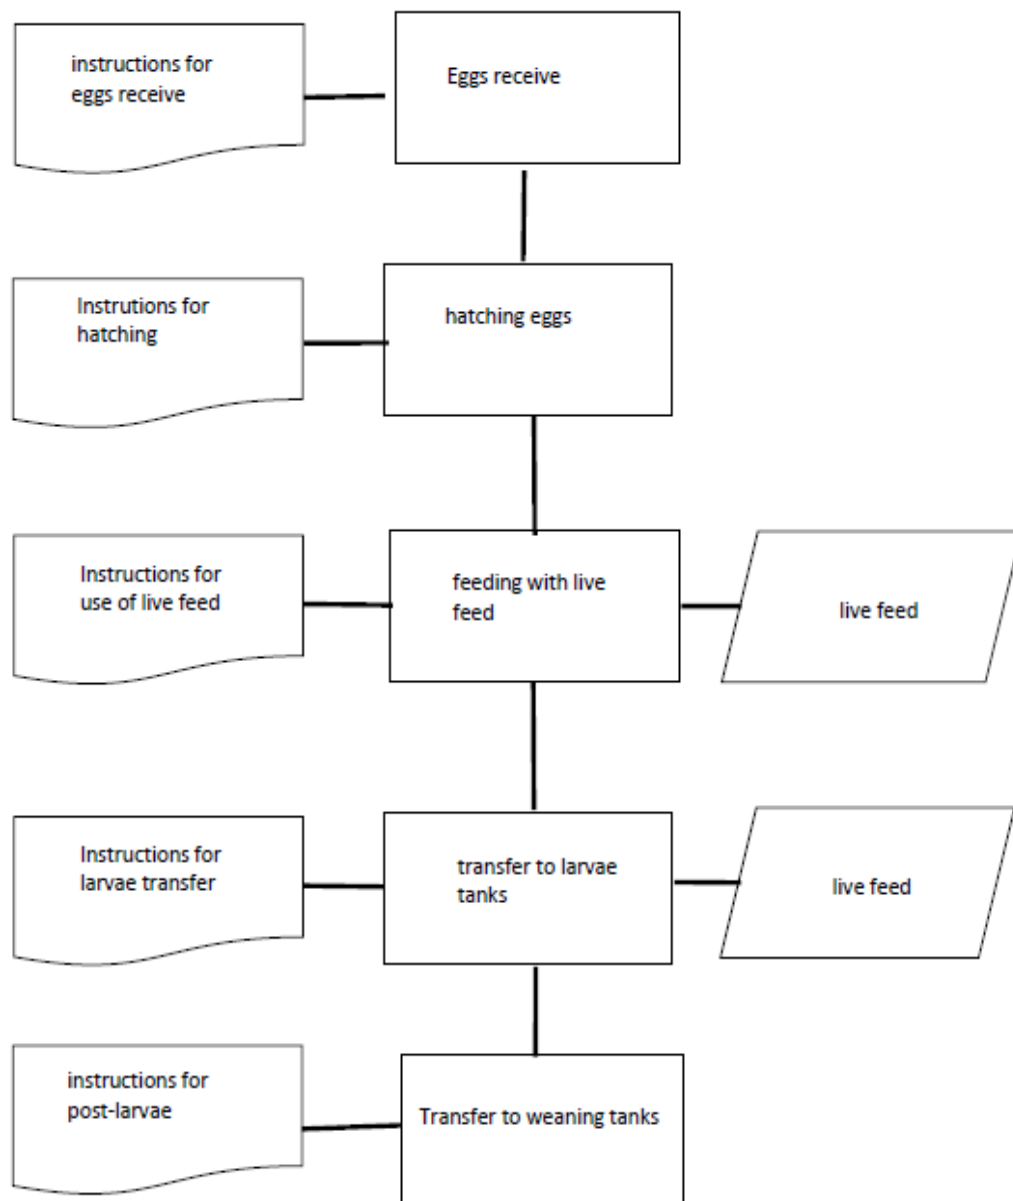 instructions for
eggs receive
Eggs receive
Instrutions for
hatching
hatching eggs
Instructions for
use of live feed
feeding with live
feed
live feed
Instructions for
larvae transfer
transfer to larvae
tanks
live feed
instructions for
post-larvae
Transfer to weaning tanks